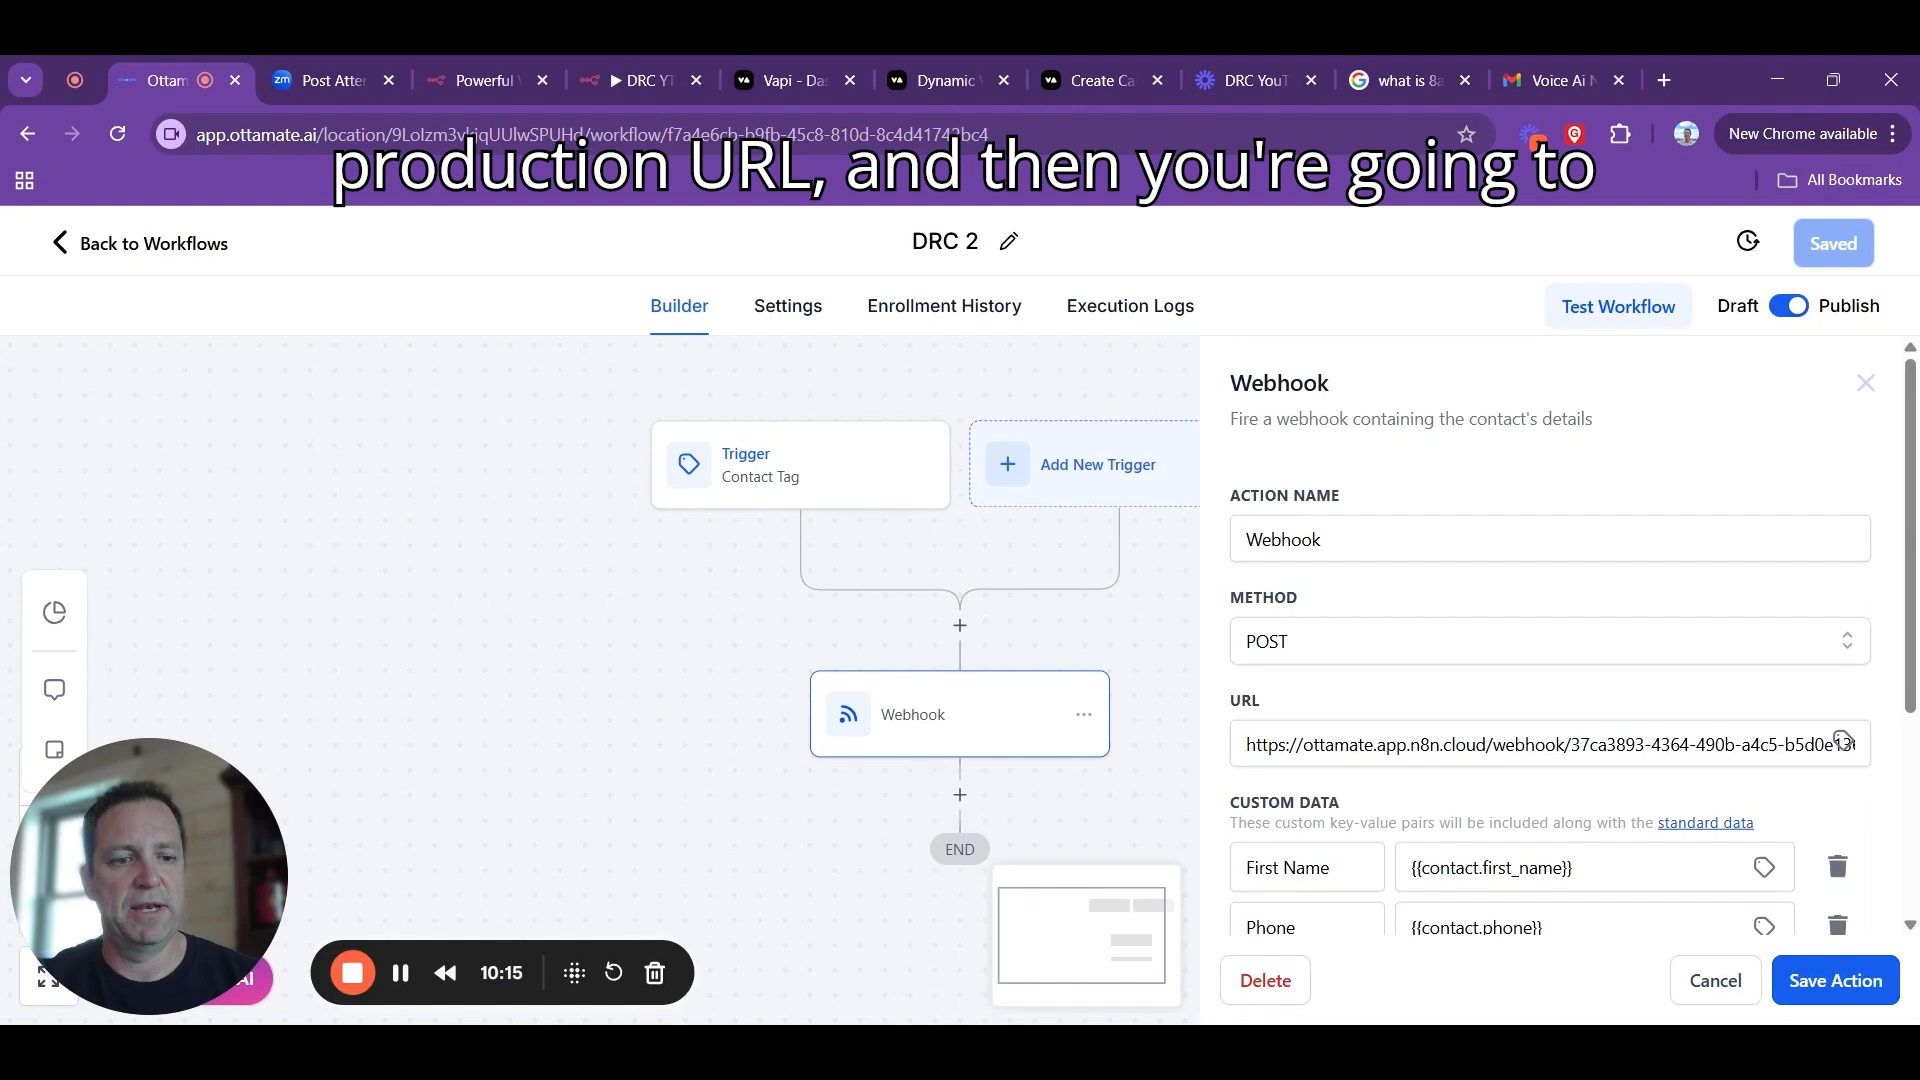 Ottam
Post Atter
Powerful
DRC YT
Vapi - Das
Dynamic
Create Ca
DRC YouT
what is 8a
Voice Ai N
app.ottamate.ai/location/9LoIzm3vkjqUUlwSPUHd/workflow/f7a4e6cb-b9fb-45c8-810d-8c4d41742bc4
New Chrome available
production URL, and then you're going to
All Bookmarks
Back to Workflows
DRC 2
Saved
Builder
Settings
Enrollment History
Execution Logs
Test Workflow
Draft
Publish
Trigger
Contact Tag
Add New Trigger
Webhook
END
Webhook
Fire a webhook containing the contact's details
ACTION NAME
Webhook
METHOD
POST
URL
https://ottamate.app.n8n.cloud/webhook/37ca3893-4364-490b-a4c5-b5d0e13
CUSTOM DATA
These custom key-value pairs will be included along with the standard data
First Name
{{contact.first_name}}
Phone
{{contact.phone}}
AI
10:15
Delete
Cancel
Save Action